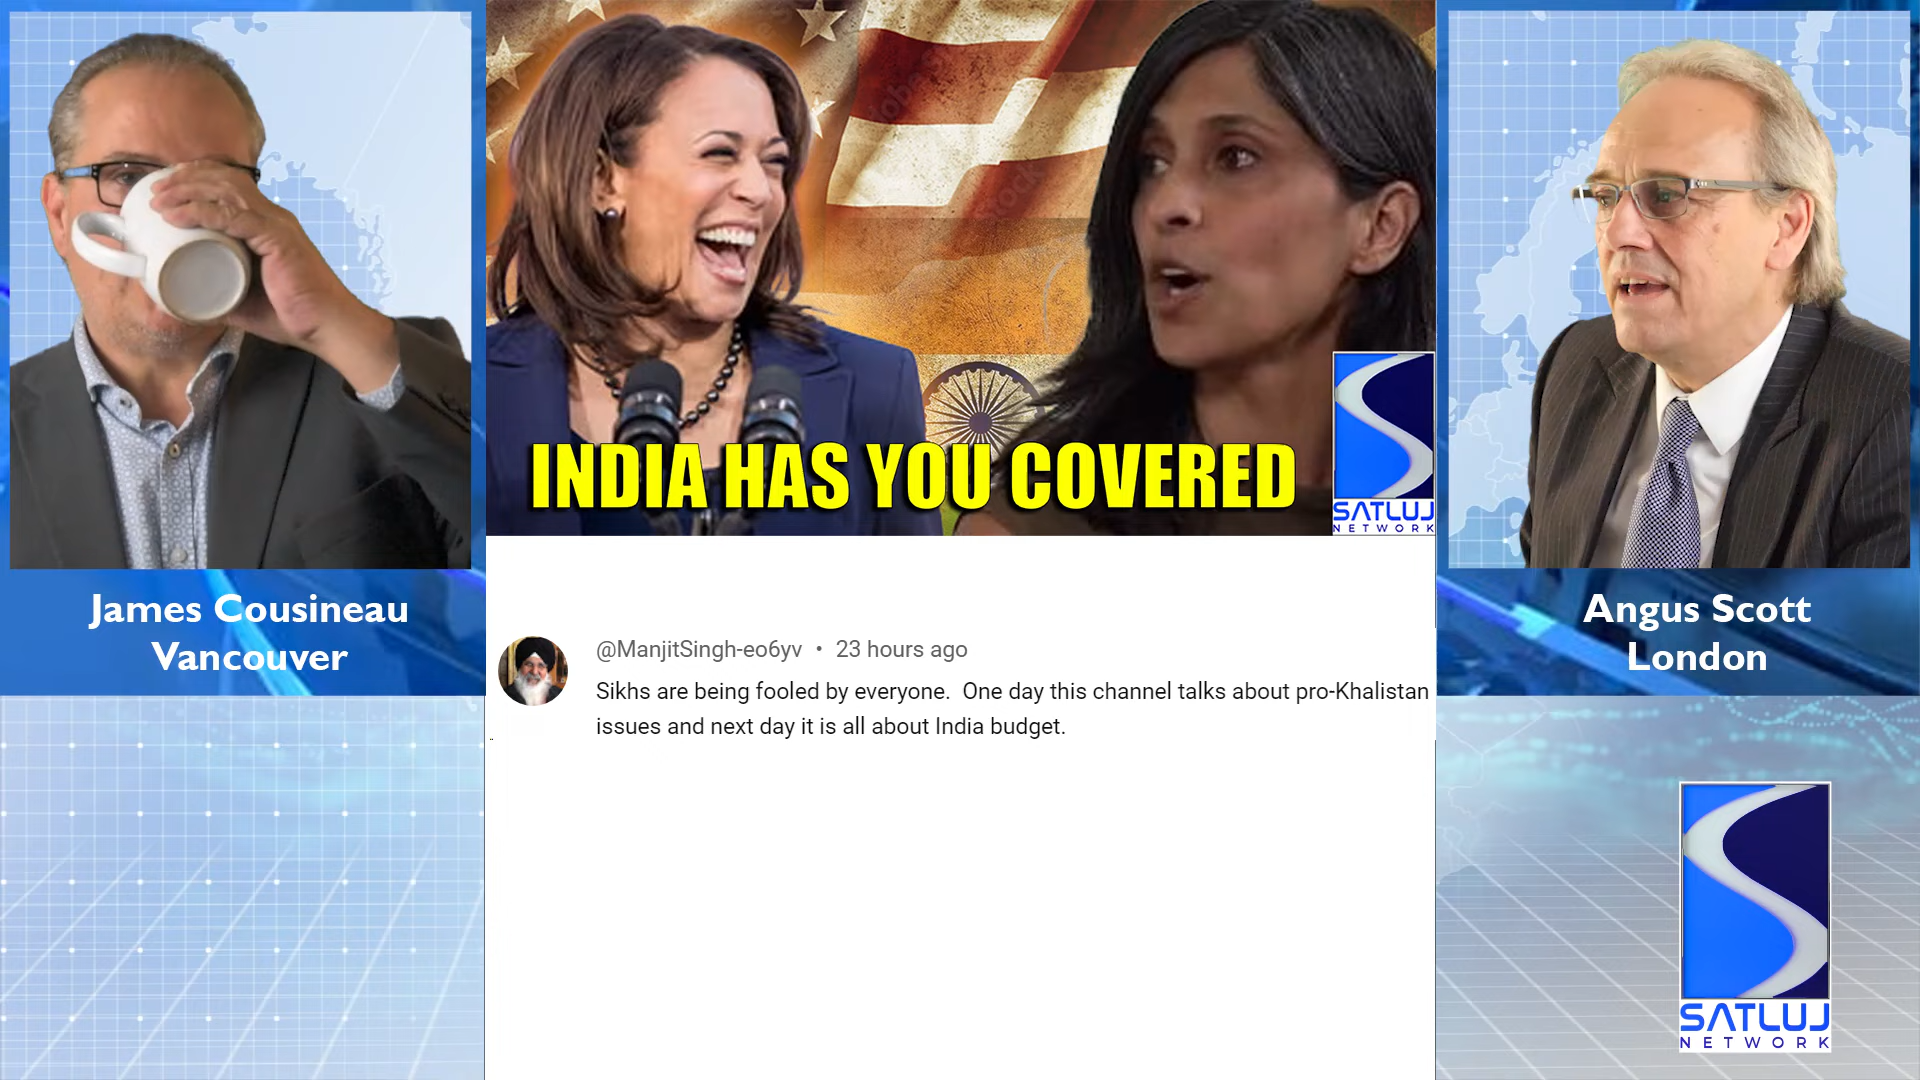 INDIA HAS YOU COVERED
SATLUJ
NETWORK
James Cousineau
Vancouver
Angus Scott
London
@ManjitSingh-eo6yv • 23 hours ago
Sikhs are being fooled by everyone.  One day this channel talks about pro-Khalistan
issues and next day it is all about India budget.
SATLUJ
NETWORK